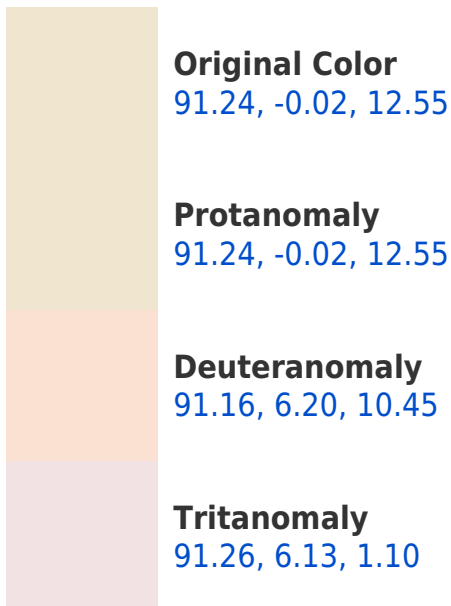 Original Color
91.24, -0.02, 12.55
Protanomaly
91.24, -0.02, 12.55
Deuteranomaly
91.16, 6.20, 10.45
Tritanomaly
91.26, 6.13, 1.10